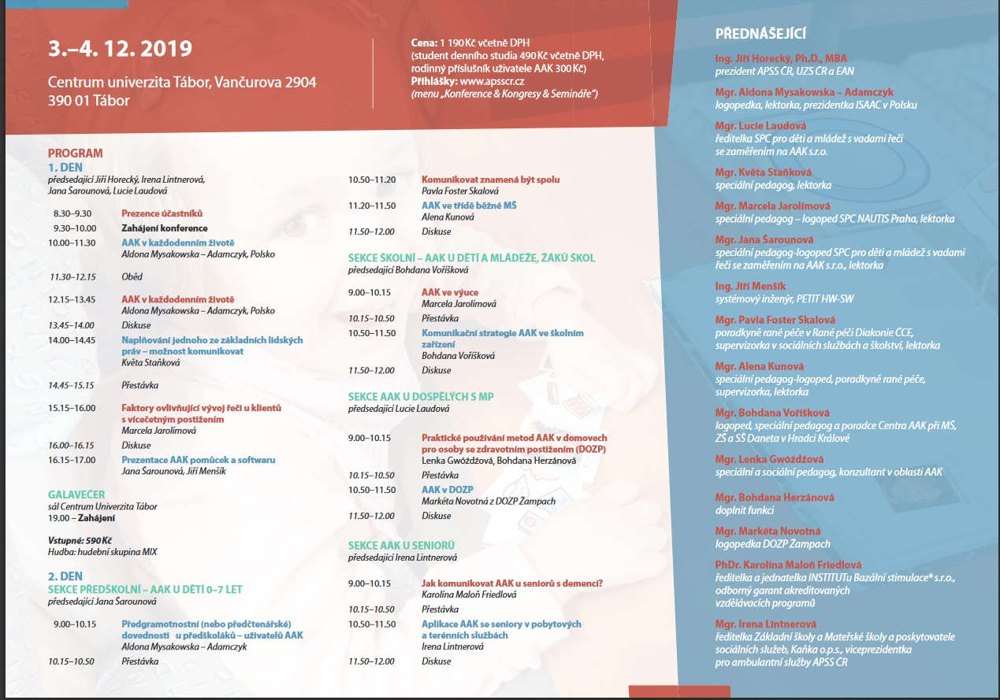 3.–4. 12. 2019
Centrum univerzita Tábor, Vančurova 2904
390 01 Tábor
Cena: 1 190 Kč včetně DPH
(student denního studia 490 Kč včetně DPH,
rodinný příslušník uživatele AAK 300 Kč)
Přihlášky: www.apsscr.cz
(menu „Konference & Kongresy & Semináře“)
PROGRAM
1. DEN
předsedající Jiří Horecký, Irena Lintnerová,
Jana Šarounová, Lucie Laudová
8.30–9.30 Prezence účastníků
9.30–10.00 Zahájení konference
10.00–11.30 AAK v každodenním životě
Aldona Mysakowska – Adamczyk, Polsko
11.30–12.15 Oběd
12.15–13.45 AAK v každodenním životě
Aldona Mysakowska – Adamczyk, Polsko
13.45–14.00 Diskuse
14.00–14.45 Naplňování jednoho ze základních lidských
práv – možnost komunikovat
Květa Staňková
14.45–15.15 Přestávka
15.15–16.00 Faktory ovlivňující vývoj řeči u klientů
s vícečetným postižením
Marcela Jarolímová
16.00–16.15 Diskuse
16.15–17.00 Prezentace AAK pomůcek a softwaru
Jana Šarounová, Jiří Menšík
GALAVEČER
sál Centrum Univerzita Tábor
19.00 – Zahájení
Vstupné: 590 Kč
Hudba: hudební skupina MIX
2. DEN
SEKCE PŘEDŠKOLNÍ – AAK U DĚTÍ 0–7 LET
předsedající Jana Šarounová
9.00–10.15 Předgramotnostní (nebo předčtenářské)
dovednosti u předškoláků – uživatelů AAK
Aldona Mysakowska – Adamczyk
10.15–10.50 Přestávka
10.50–11.20 Komunikovat znamená být spolu
Pavla Foster Skalová
11.20–11.50 AAK ve třídě běžné MŠ
Alena Kunová
11.50–12.00 Diskuse
SEKCE ŠKOLNÍ – AAK U DĚTÍ A MLÁDEŽE, ŽÁKŮ ŠKOL
předsedající Bohdana Voříšková
9.00–10.15 AAK ve výuce
Marcela Jarolímová
10.15–10.50 Přestávka
10.50–11.50 Komunikační strategie AAK ve školním
zařízení
Bohdana Voříšková
11.50–12.00 Diskuse
SEKCE AAK U DOSPĚLÝCH S MP
předsedající Lucie Laudová
9.00–10.15 Praktické používání metod AAK v domovech
pro osoby se zdravotním postižením (DOZP)
Lenka Gwóźdźová, Bohdana Herzánová
10.15–10.50 Přestávka
10.50–11.50 AAK v DOZP
Markéta Novotná z DOZP Žampach
11.50–12.00 Diskuse
SEKCE AAK U SENIORŮ
předsedající Irena Lintnerová
9.00–10.15 Jak komunikovat AAK u seniorů s demencí?
Karolína Maloň Friedlová
10.15–10.50 Přestávka
10.50–11.50 Aplikace AAK se seniory v pobytových
a terénních službách
Irena Lintnerová
11.50–12.00 Diskuse
PŘEDNÁŠEJÍCÍ
Ing. Jiří Horecký, Ph.D., MBA
prezident APSS ČR, UZS ČR a EAN
Mgr. Aldona Mysakowska – Adamczyk
logopedka, lektorka, prezidentka ISAAC v Polsku
Mgr. Lucie Laudová
ředitelka SPC pro děti a mládež s vadami řeči
se zaměřením na AAK s.r.o.
Mgr. Květa Staňková
speciální pedagog, lektorka
Mgr. Marcela Jarolímová
speciální pedagog – logoped SPC NAUTIS Praha, lektorka
Mgr. Jana Šarounová
speciální pedagog-logoped SPC pro děti a mládež s vadami
řeči se zaměřením na AAK s.r.o., lektorka
Ing. Jiří Menšík
systémový inženýr, PETIT HW-SW
Mgr. Pavla Foster Skalová
poradkyně rané péče v Rané péči Diakonie ČCE,
supervizorka v sociálních službách a školství, lektorka
Mgr. Alena Kunová
speciální pedagog-logoped, poradkyně rané péče,
supervizorka, lektorka
Mgr. Bohdana Voříšková
logoped, speciální pedagog a poradce Centra AAK při MŠ,
ZŠ a SŠ Daneta v Hradci Králové
Mgr. Lenka Gwóźdźová
speciální a sociální pedagog, konzultant v oblasti AAK
Mgr. Bohdana Herzánová
doplnit funkci
Mgr. Markéta Novotná
logopedka DOZP Žampach
PhDr. Karolína Maloň Friedlová
ředitelka a jednatelka INSTITUTu Bazální stimulace® s.r.o.,
odborný garant akreditovaných
vzdělávacích programů
Mgr. Irena Lintnerová
ředitelka Základní školy a Mateřské školy a poskytovatele
sociálních služeb, Kaňka o.p.s., viceprezidentka
pro ambulantní služby APSS ČR